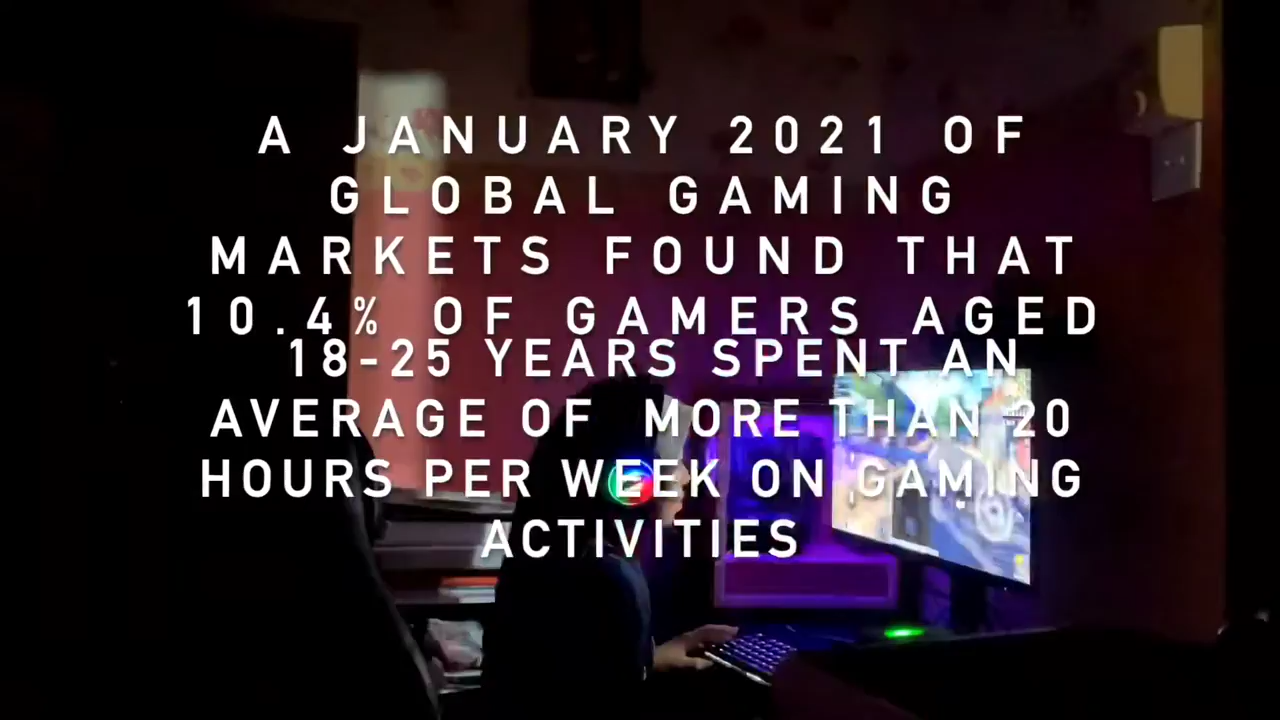 A JANUARY 2021 OF
GLOBAL GAMING
MARKETS FOUND THAT
10.4% OF GAMERS AGED
18-25 YEARS SPENT AN
AVERAGE OF MORE THAN 20
HOURS PER WEEK ON GAMING
ACTIVITIES